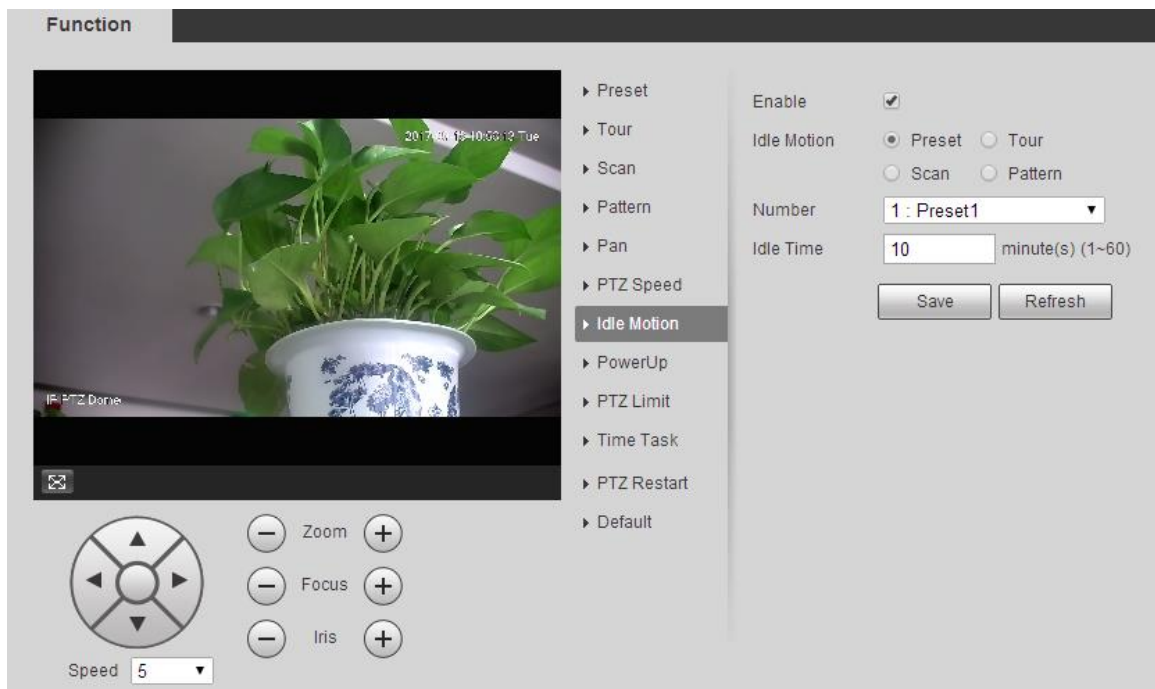 Function
Tue
PTZ Dome
Preset
Tour
Scan
Pattern
Pan
PTZ Speed
Idle Motion
PowerUp
PTZ Limit
Time Task
PTZ Restart
Default
Enable
Idle Motion Preset Tour
Scan Pattern
Number 1 : Preset1
Idle Time 10 minute(s) (1~60)
Save Refresh
Zoom
Focus
Iris
Speed 5